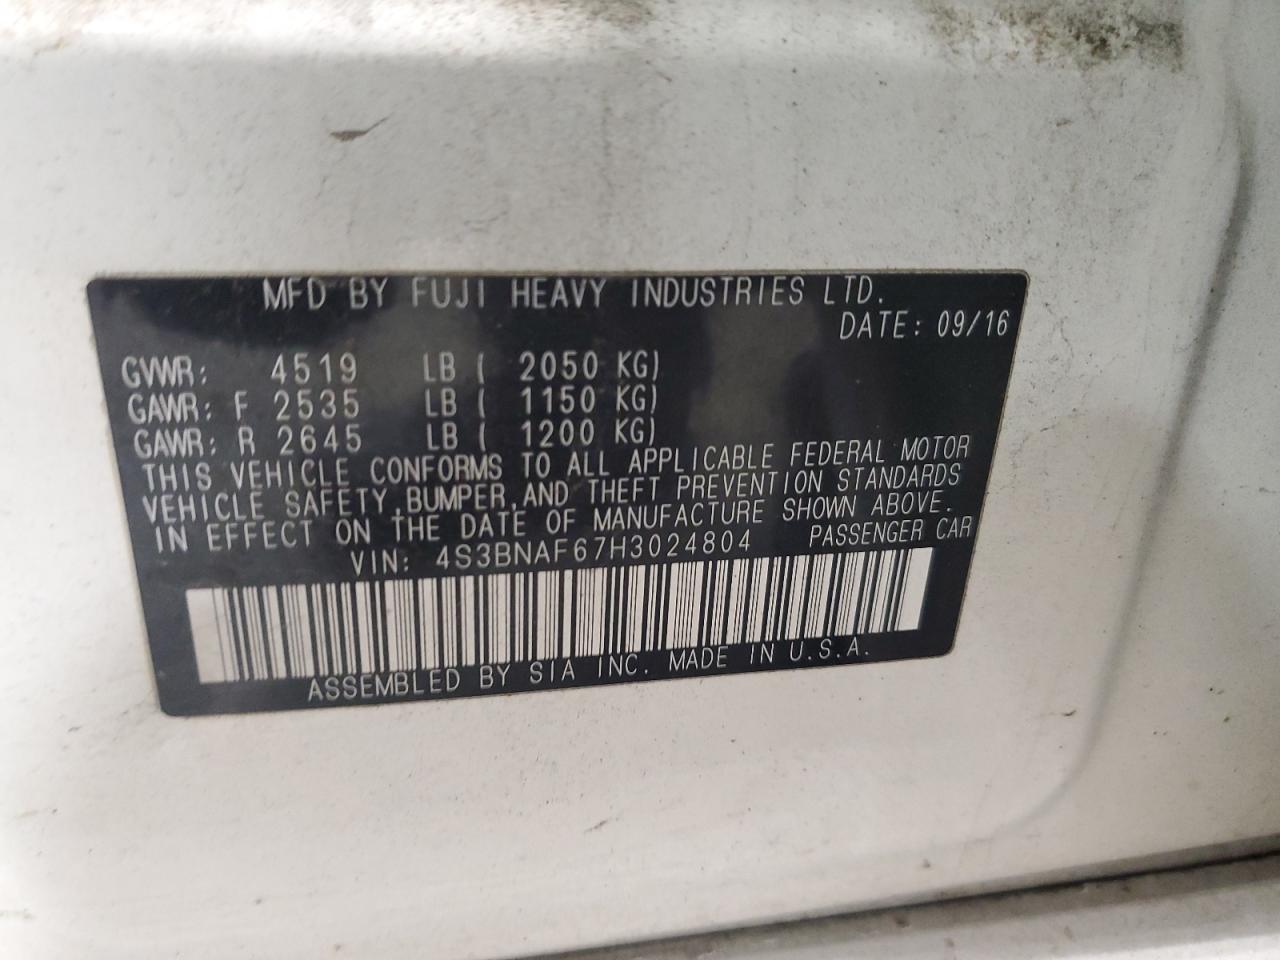 MFD BY FUJI HEAVY INDUSTRIES LTD.
DATE: 09/16
GVWR: 4519 LB ( 2050 KG)
GAWR: F 2535 LB ( 1150 KG)
GAWR: R 2645 LB ( 1200 KG)
THIS VEHICLE CONFORMS TO ALL APPLICABLE FEDERAL MOTOR
VEHICLE SAFETY, BUMPER, AND THEFT PREVENTION STANDARDS
IN EFFECT ON THE DATE OF MANUFACTURE SHOWN ABOVE.
VIN: 4S3BNAF67H3024804 PASSENGER CAR
ASSEMBLED BY SIA INC. MADE IN U.S.A.